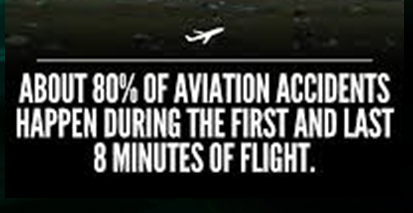 ABOUT 80% OF AVIATION ACCIDENTS
HAPPEN DURING THE FIRST AND LAST
8 MINUTES OF FLIGHT.